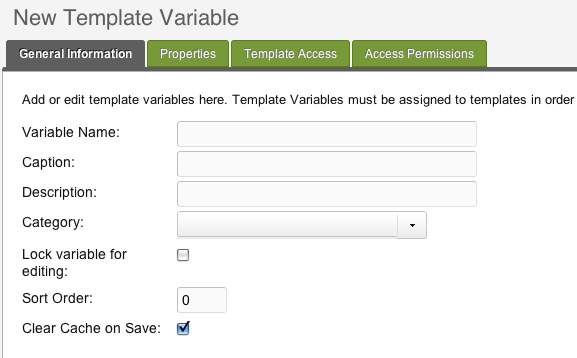 New Template Variable
General Information Properties Template Access Access Permissions
Add or edit template variables here. Template Variables must be assigned to templates in order
Variable Name:
Caption:
Description:
Category:
Lock variable for
editing:
Sort Order: 0
Clear Cache on Save: